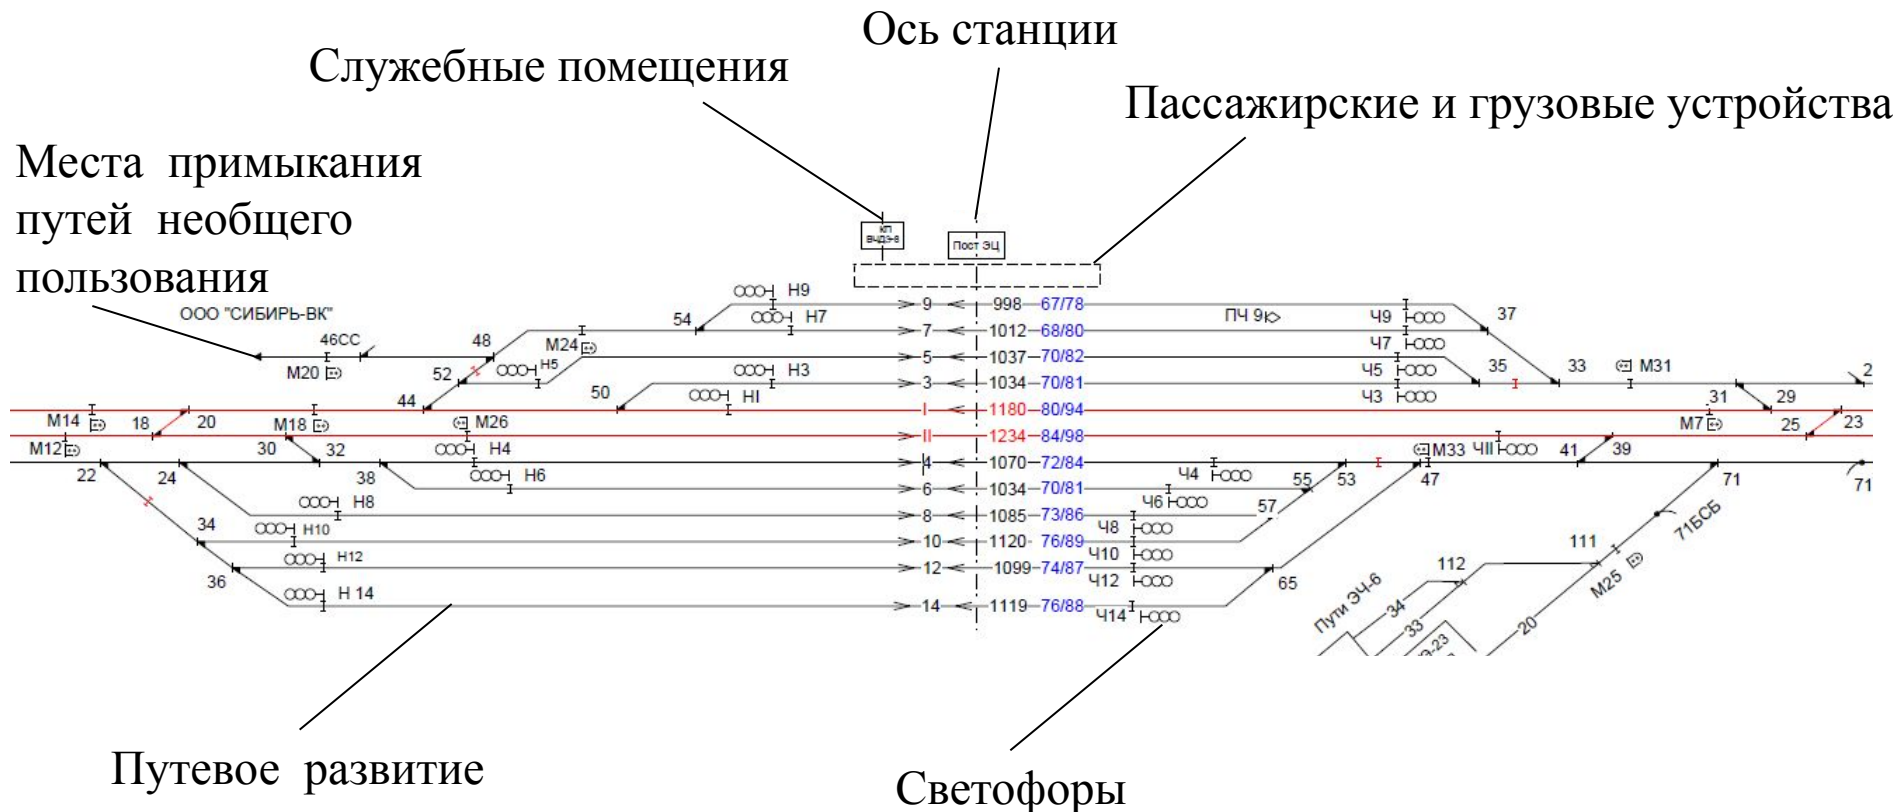 Ось станции
Служебные помещения
Пассажирские и грузовые устройства
Места примыкания
путей необщего
пользования
КП
ВЧДЭ-8
Пост ЭЦ
Н9 9 998 67/78
ООО "СИБИРЬ-ВК" 54 Н7 7 1012 68/80 ПЧ 9 Ч9 37
46СС 48 М24 5 1037 70/82 Ч7
М20 52 Н5 Н3 3 1034 70/81 Ч5 35 33 М31 2
44 50 НI I 1180 80/94 Ч3 31 29
М14 18 20 М18 М26 II 1234 84/98 М7 25 23
М12 30 32 Н4 4 1070 72/84 М33 ЧII 41 39
22 24 38 Н6 6 1034 70/81 Ч4 55 53 47 71 71
Н8 8 1085 73/86 Ч6 57
34 Н10 10 1120 76/89 Ч8 71БСБ
Н12 12 1099 74/87 Ч10 111
36 Ч12 65 112 М25
Н 14 14 1119 76/88 Ч14
Пути ЭЧ-6 34 33 20
Путевое развитие
Светофоры